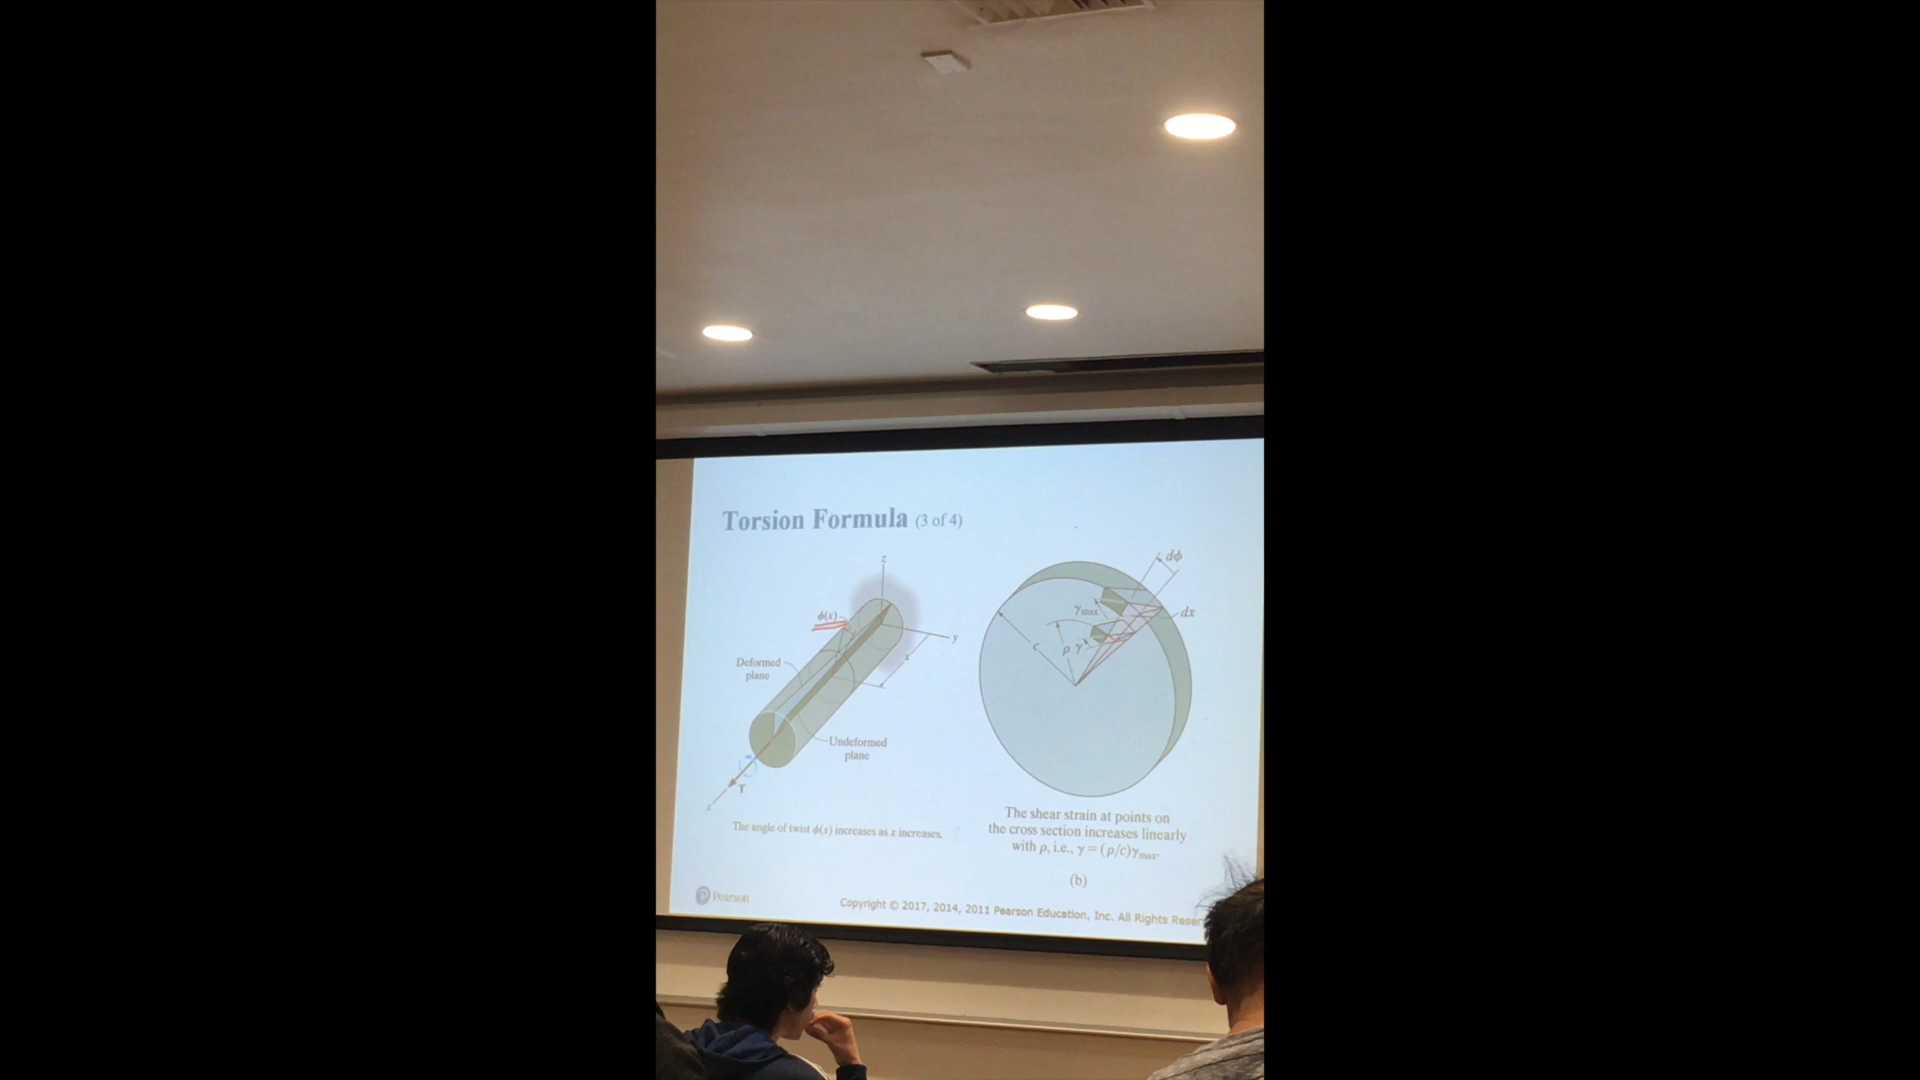 Torsion Formula (3 of 4)
z
ϕ(x)
y
x
Deformed
plane
Undeformed
plane
T
x
The angle of twist ϕ(x) increases as x increases.
dϕ
γmax
dx
c
ρ
γ
The shear strain at points on
the cross section increases linearly
with ρ, i.e., γ = (ρ/c)γmax.
(b)
Pearson
Copyright © 2017, 2014, 2011 Pearson Education, Inc. All Rights Reser